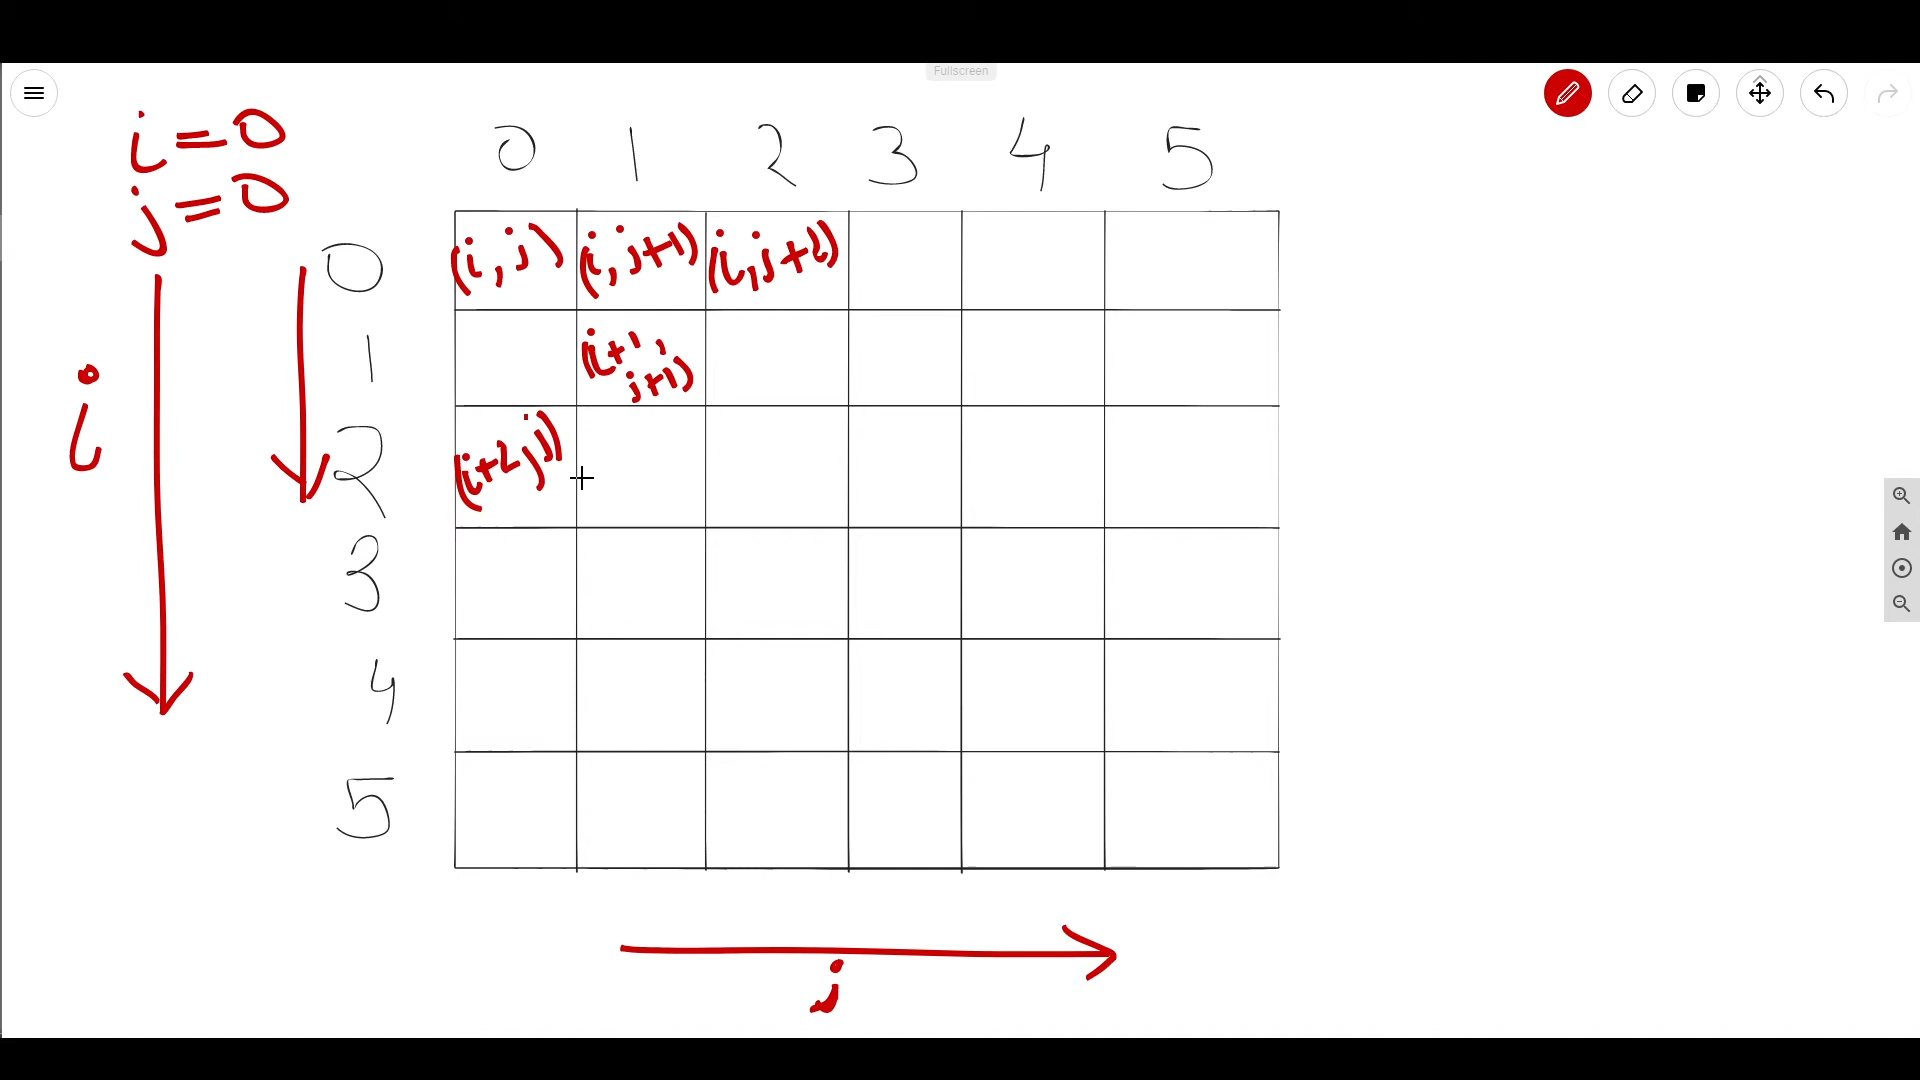 Fullscreen
i=0
j=0
0 1 2 3 4 5
0 (i,j) (i,j+1) (i,j+2)
1 (i+1,
j+1)
i
2 (i+2,j)
3
4
5
j